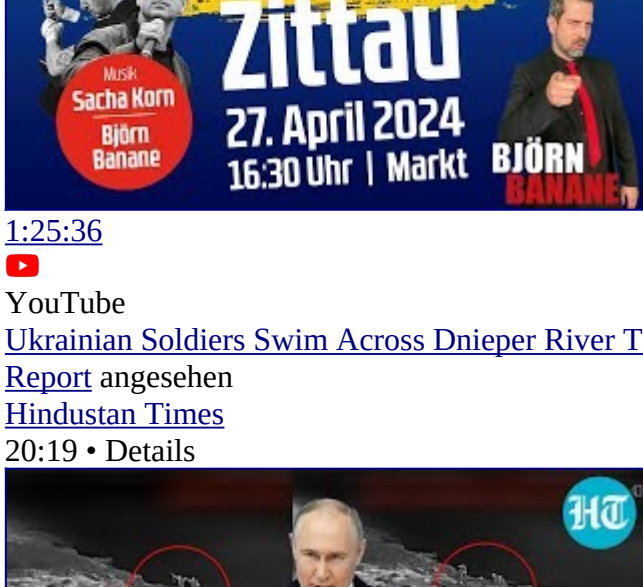 Zittau
Musik
Sacha Korn
Björn
Banane
27. April 2024
16:30 Uhr | Markt
BJÖRN
BANANE
1:25:36
YouTube
Ukrainian Soldiers Swim Across Dnieper River T
Report angesehen
Hindustan Times
20:19 • Details
HT